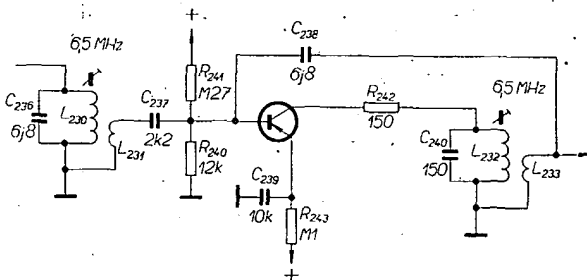 6,5 MHz
C236
6j8
L230
L231
C237
2k2
+
R241
M27
R240
12k
C238
6j8
C239
10k
R243
M1
+
R242
150
6,5 MHz
C240
150
L232
L233